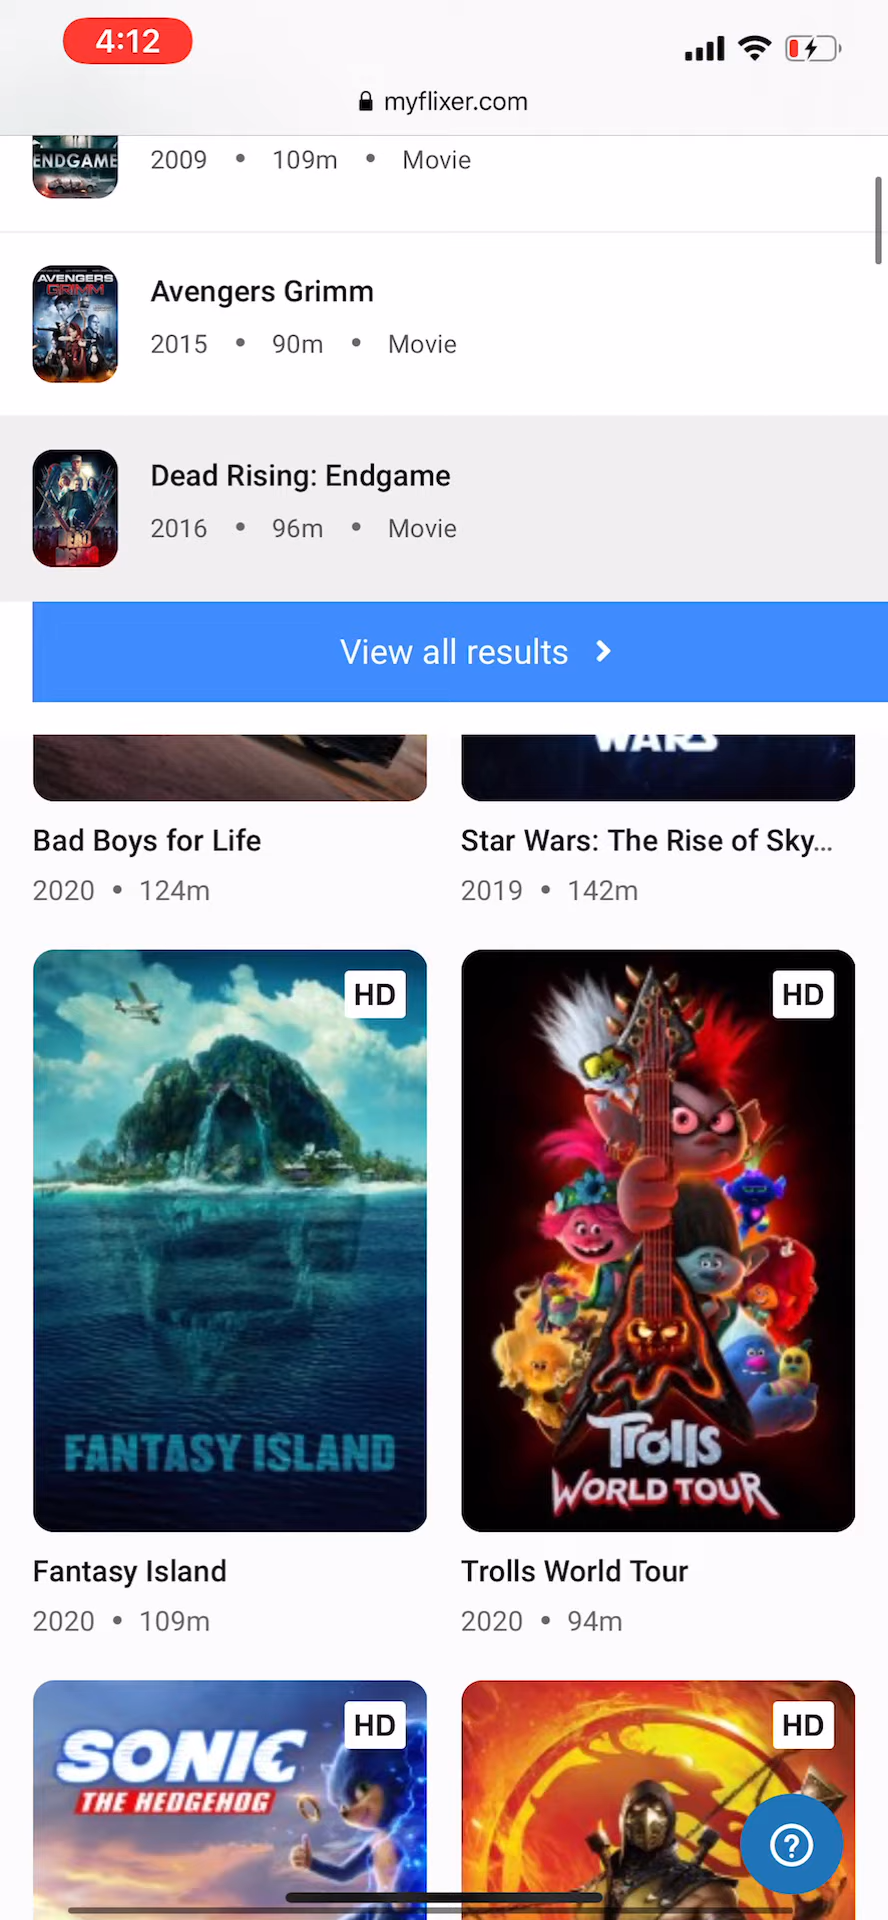 4:12
myflixer.com
ENDGAME
2009 • 109m • Movie
AVENGERS
GRIMM
Avengers Grimm
2015 • 90m • Movie
Dead Rising: Endgame
2016 • 96m • Movie
DEAD
RISING
View all results
WARS
Bad Boys for Life
Star Wars: The Rise of Sky...
2020 • 124m
2019 • 142m
HD
HD
FANTASY ISLAND
Trolls
WORLD TOUR
Fantasy Island
Trolls World Tour
2020 • 109m
2020 • 94m
HD
HD
SONIC
THE HEDGEHOG